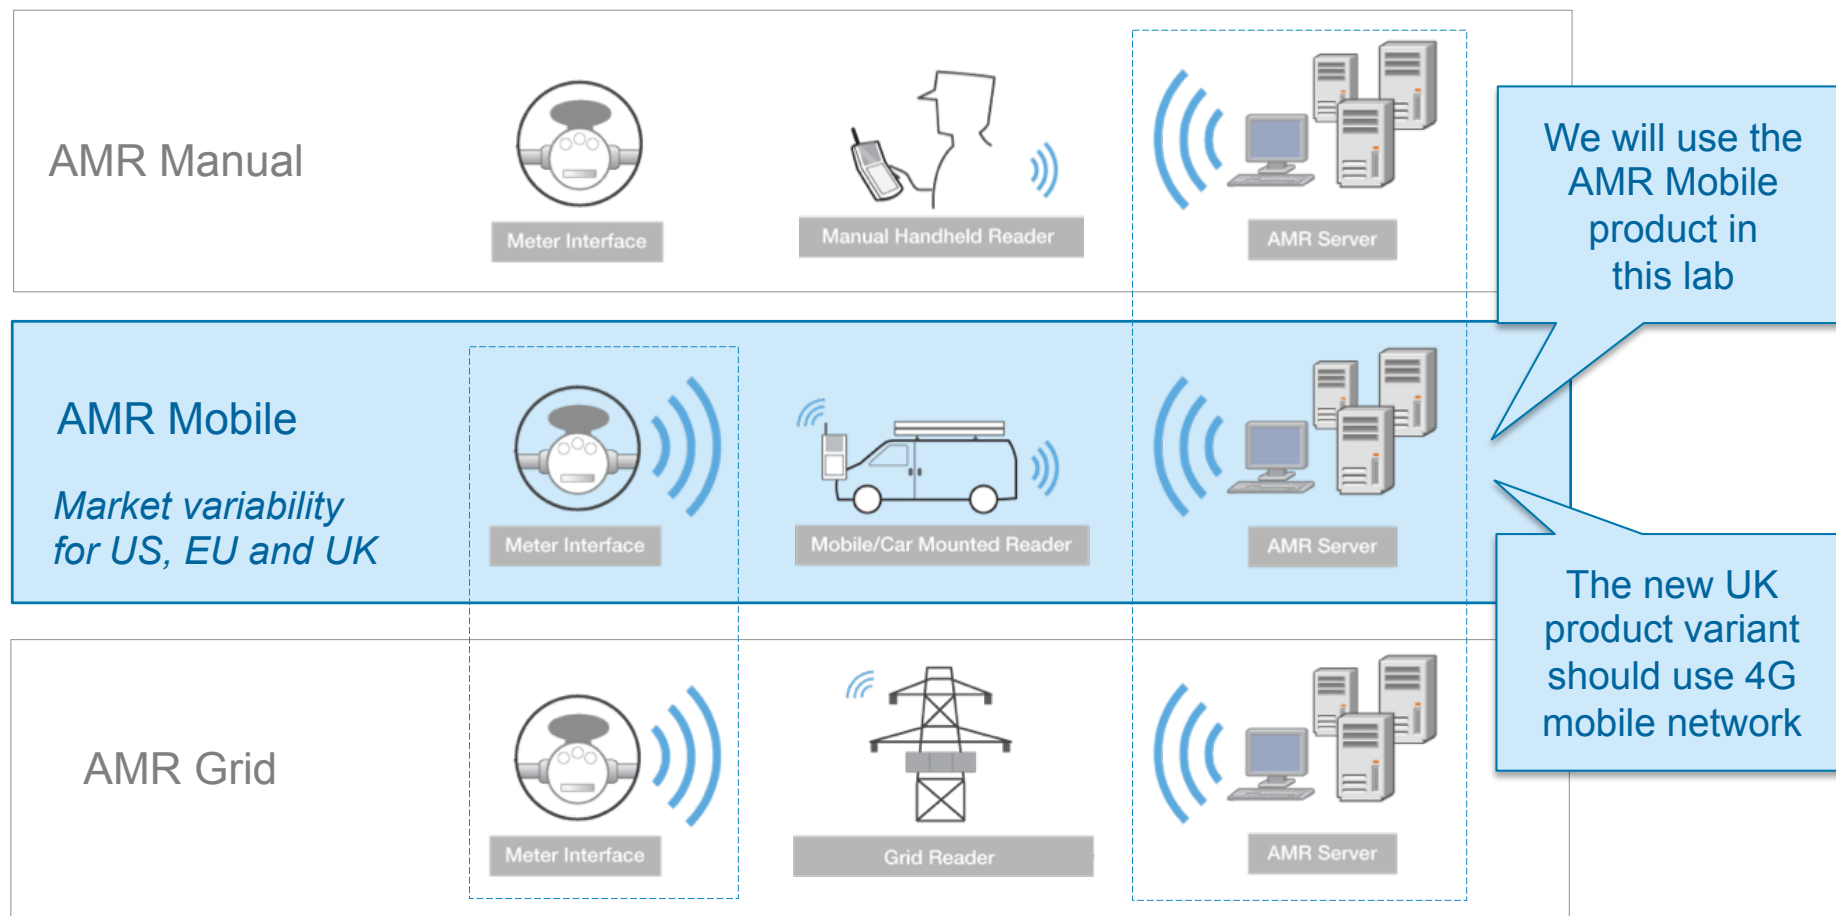 AMR Manual
Meter Interface
Manual Handheld Reader
AMR Server
We will use the
AMR Mobile
product in
this lab
AMR Mobile
Market variability
for US, EU and UK
Meter Interface
Mobile/Car Mounted Reader
AMR Server
The new UK
product variant
should use 4G
mobile network
AMR Grid
Meter Interface
Grid Reader
AMR Server